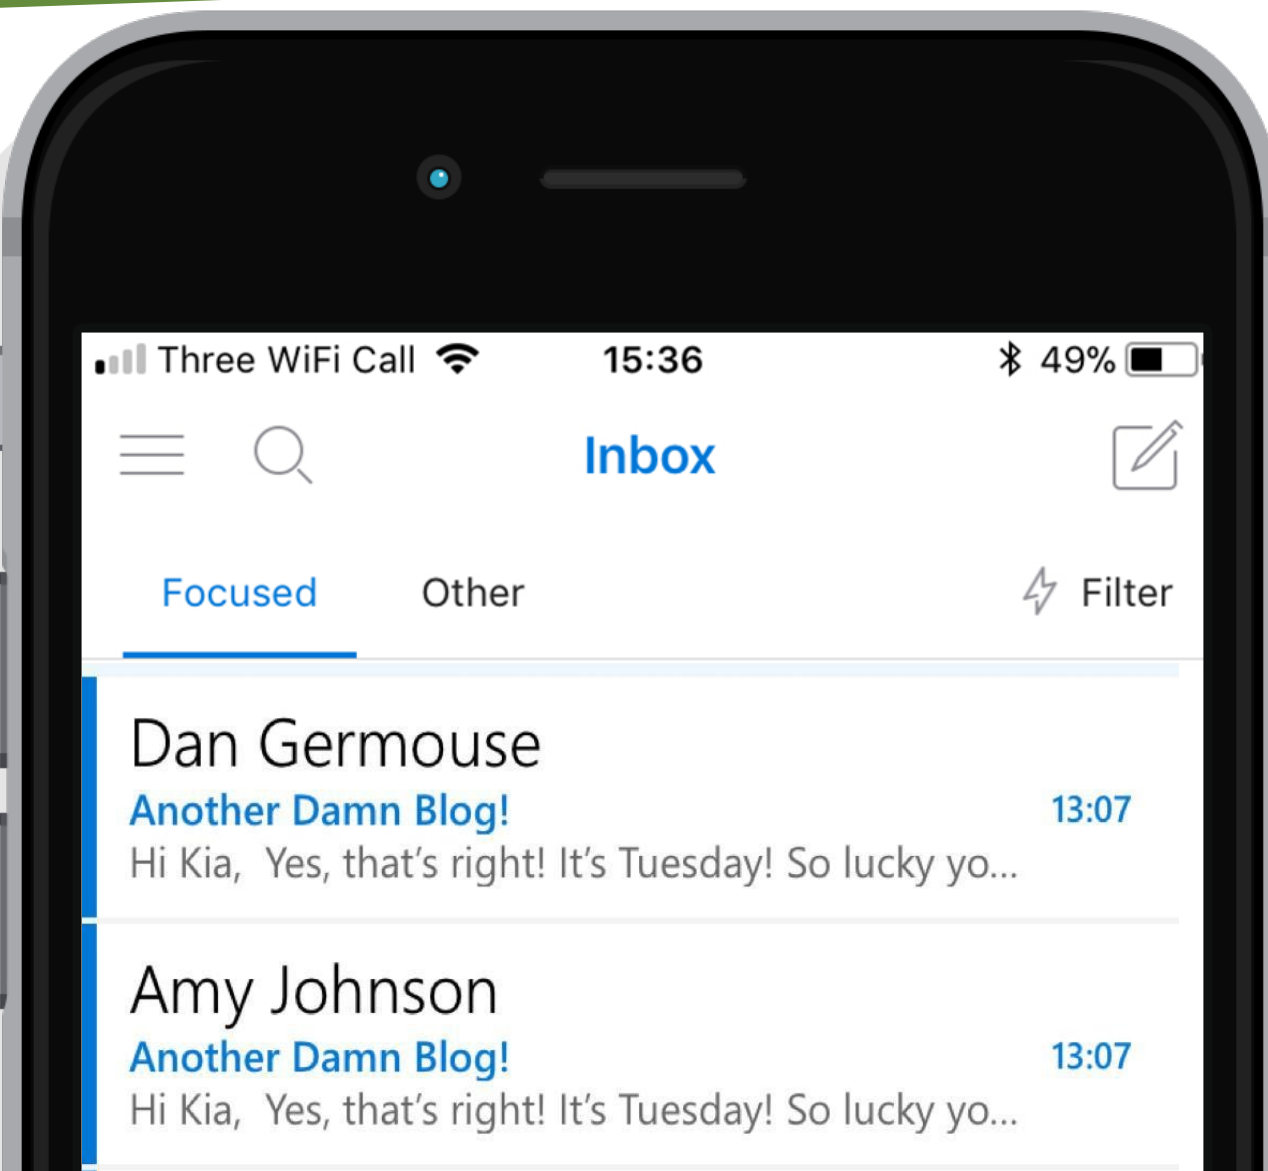 Three WiFi Call 15:36 49%
Inbox
Focused Other Filter
Dan Germouse
Another Damn Blog! 13:07
Hi Kia, Yes, that’s right! It’s Tuesday! So lucky yo...
Amy Johnson
Another Damn Blog! 13:07
Hi Kia, Yes, that’s right! It’s Tuesday! So lucky yo...